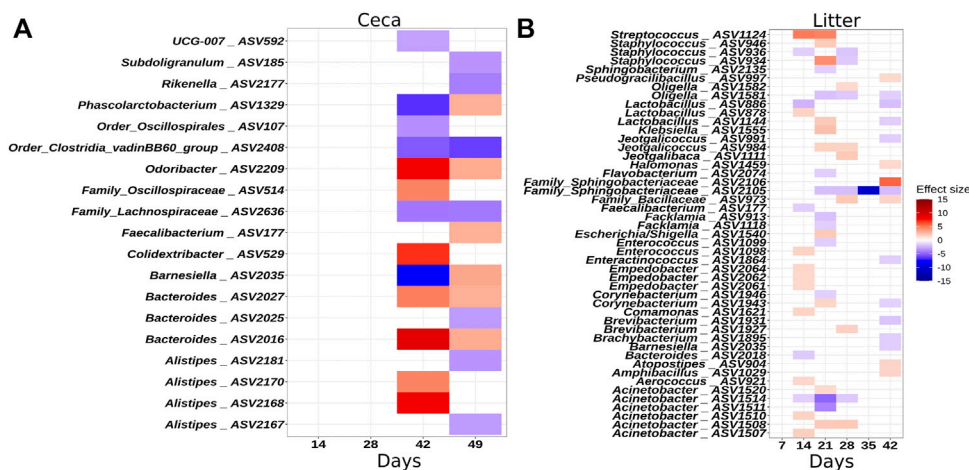 A
Ceca
UCG-007 _ ASV592
Subdoligranulum _ ASV185
Rikenella _ ASV2177
Phascolarctobacterium _ ASV1329
Order_Oscillospirales _ ASV107
Order_Clostridia_vadinBB60_group _ ASV2408
Odoribacter _ ASV2209
Family_Oscillospiraceae _ ASV514
Family_Lachnospiraceae _ ASV2636
Faecalibacterium _ ASV177
Colidextribacter _ ASV529
Barnesiella _ ASV2035
Bacteroides _ ASV2027
Bacteroides _ ASV2025
Bacteroides _ ASV2016
Alistipes _ ASV2181
Alistipes _ ASV2170
Alistipes _ ASV2168
Alistipes _ ASV2167
14 28 42 49
Days
B
Litter
Streptococcus _ ASV1124
Staphylococcus _ ASV946
Staphylococcus _ ASV936
Staphylococcus _ ASV934
Sphingobacterium _ ASV2135
Pseudogracilibacillus _ ASV997
Oligella _ ASV1582
Oligella _ ASV1581
Lactobacillus _ ASV886
Lactobacillus _ ASV878
Lactobacillus _ ASV1144
Klebsiella _ ASV1555
Jeotgalicoccus _ ASV991
Jeotgalicoccus _ ASV984
Jeotgalibaca _ ASV1111
Halomonas _ ASV1459
Flavobacterium _ ASV2074
Family_Sphingobacteriaceae _ ASV2106
Family_Sphingobacteriaceae _ ASV2105
Family_Bacillaceae _ ASV973
Faecalibacterium _ ASV177
Facklamia _ ASV913
Facklamia _ ASV1118
Escherichia/Shigella _ ASV1540
Enterococcus _ ASV1099
Enterococcus _ ASV1098
Enteractinococcus _ ASV1864
Empedobacter _ ASV2064
Empedobacter _ ASV2062
Empedobacter _ ASV2061
Corynebacterium _ ASV1946
Corynebacterium _ ASV1943
Comamonas _ ASV1621
Brevibacterium _ ASV1931
Brevibacterium _ ASV1927
Brachybacterium _ ASV1895
Barnesiella _ ASV2035
Bacteroides _ ASV2018
Atopostipes _ ASV904
Amphibacillus _ ASV1029
Aerococcus _ ASV921
Acinetobacter _ ASV1520
Acinetobacter _ ASV1514
Acinetobacter _ ASV1511
Acinetobacter _ ASV1510
Acinetobacter _ ASV1508
Acinetobacter _ ASV1507
7 14 21 28 35 42
Days
Effect size
15
10
5
0
-5
-10
-15